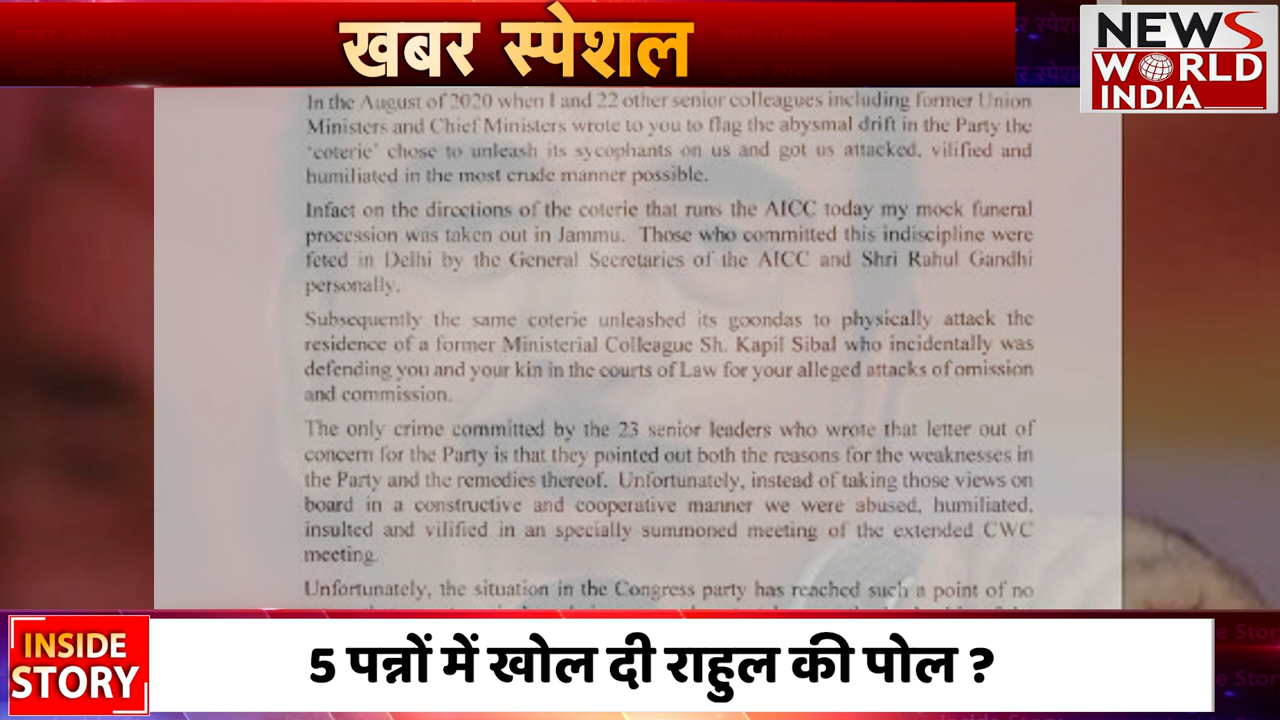 खबर स्पेशल
NEWS
WORLD
INDIA
In the August of 2020 when I and 22 other senior colleagues including former Union
Ministers and Chief Ministers wrote to you to flag the abysmal drift in the Party the
'coterie' chose to unleash its sycophants on us and got us attacked, vilified and
humiliated in the most crude manner possible.
Infact on the directions of the coterie that runs the AICC today my mock funeral
procession was taken out in Jammu. Those who committed this indiscipline were
feted in Delhi by the General Secretaries of the AICC and Shri Rahul Gandhi
personally.
Subsequently the same coterie unleashed its goondas to physically attack the
residence of a former Ministerial Colleague Sh. Kapil Sibal who incidentally was
defending you and your kin in the courts of Law for your alleged attacks of omission
and commission.
The only crime committed by the 23 senior leaders who wrote that letter out of
concern for the Party is that they pointed out both the reasons for the weaknesses in
the Party and the remedies thereof. Unfortunately, instead of taking those views on
board in a constructive and cooperative manner we were abused, humiliated,
insulted and vilified in an specially summoned meeting of the extended CWC
meeting.
Unfortunately, the situation in the Congress party has reached such a point of no
INSIDE
STORY
5 पन्नों में खोल दी राहुल की पोल ?